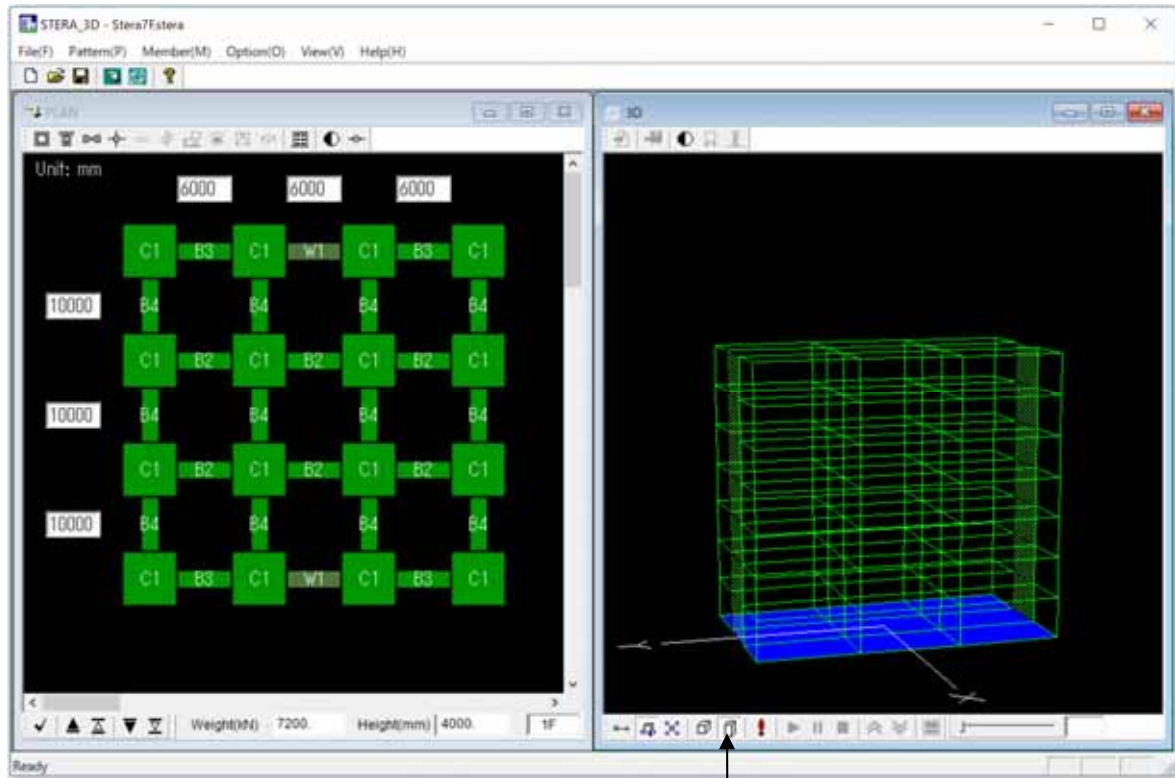 STERA_3D - Stera7F.stera
File(F) Pattern(P) Member(M) Option(O) View(V) Help(H)
PLAN
3D
Unit: mm
6000 6000 6000
C1 B3 C1 W1 C1 B3 C1
10000 B4 B4 B4 B4
C1 B2 C1 B2 C1 B2 C1
10000 B4 B4 B4 B4
C1 B2 C1 B2 C1 B2 C1
10000 B4 B4 B4 B4
C1 B3 C1 W1 C1 B3 C1
Y
X
Weight(kN) 7200. Height(mm) 4000. 1F
Ready